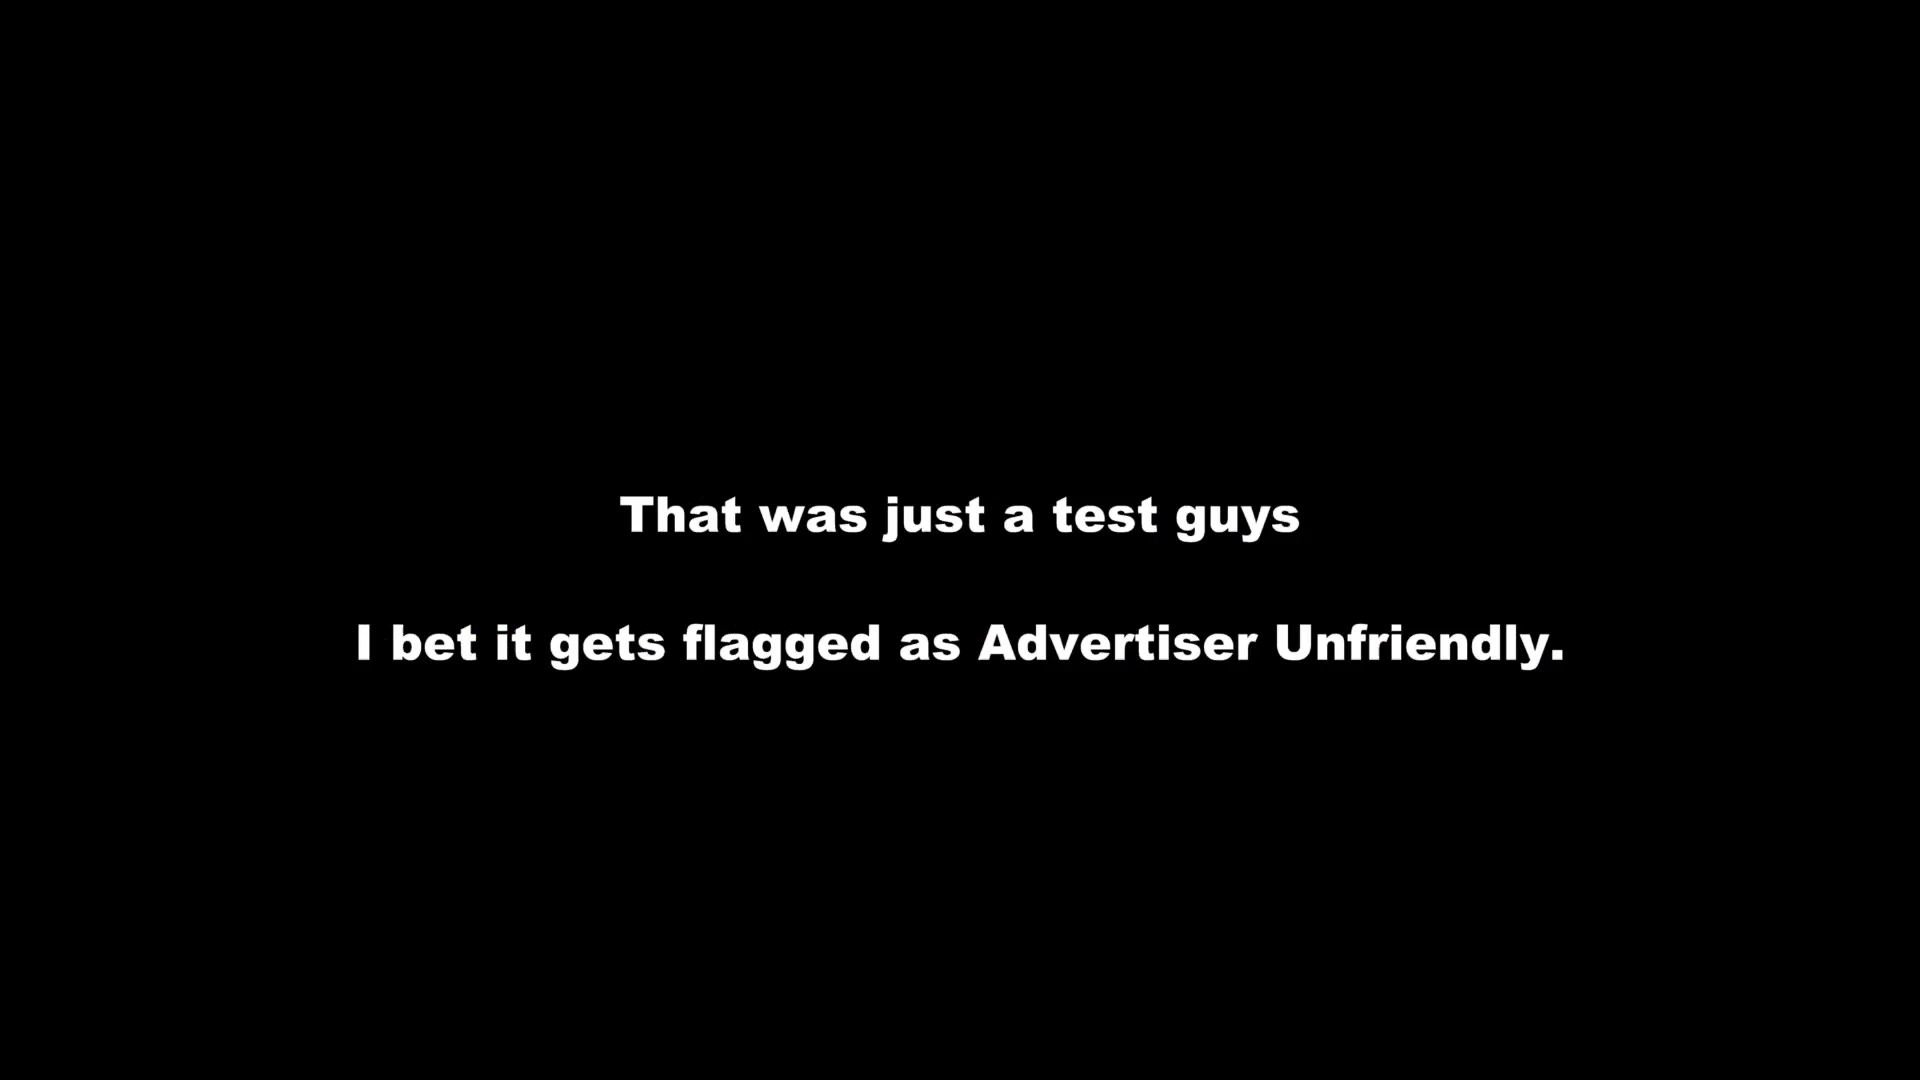 That was just a test guys
I bet it gets flagged as Advertiser Unfriendly.